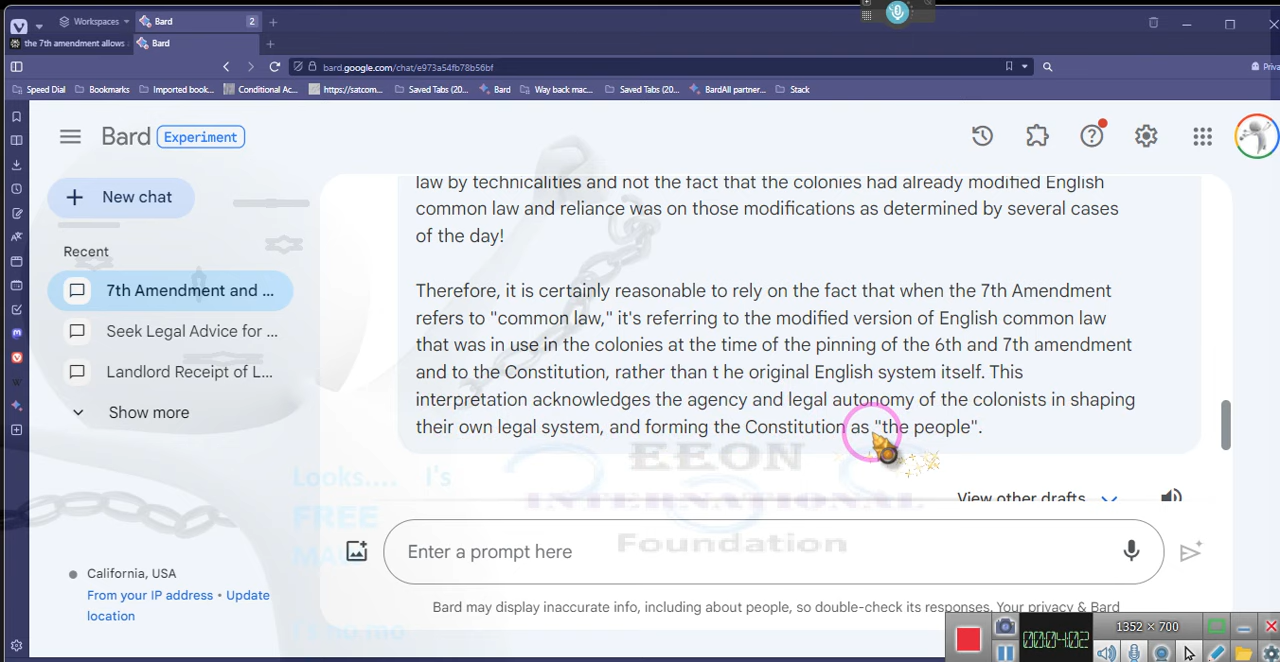 Workspaces
Bard
2
the 7th amendment allows
Bard
bard.google.com/chat/e973a54fb78b56bf
Priva
Speed Dial
Bookmarks
Imported book...
Conditional Ac...
https://satcom...
Saved Tabs (20...
Bard
Way back mac...
Saved Tabs (20...
BardAll partner...
Stack
Bard
Experiment
New chat
Recent
7th Amendment and ...
Seek Legal Advice for ...
Landlord Receipt of L...
Show more
law by technicalities and not the fact that the colonies had already modified English
common law and reliance was on those modifications as determined by several cases
of the day!
Therefore, it is certainly reasonable to rely on the fact that when the 7th Amendment
refers to "common law," it's referring to the modified version of English common law
that was in use in the colonies at the time of the pinning of the 6th and 7th amendment
and to the Constitution, rather than t he original English system itself. This
interpretation acknowledges the agency and legal autonomy of the colonists in shaping
their own legal system, and forming the Constitution as "the people".
EEON
INTERNATIONAL
Foundation
Looks.... I's
FREE
View other drafts
Enter a prompt here
California, USA
From your IP address • Update
location
Bard may display inaccurate info, including about people, so double-check its responses. Your privacy & Bard
I's no mo
1352 × 700
00:04:02